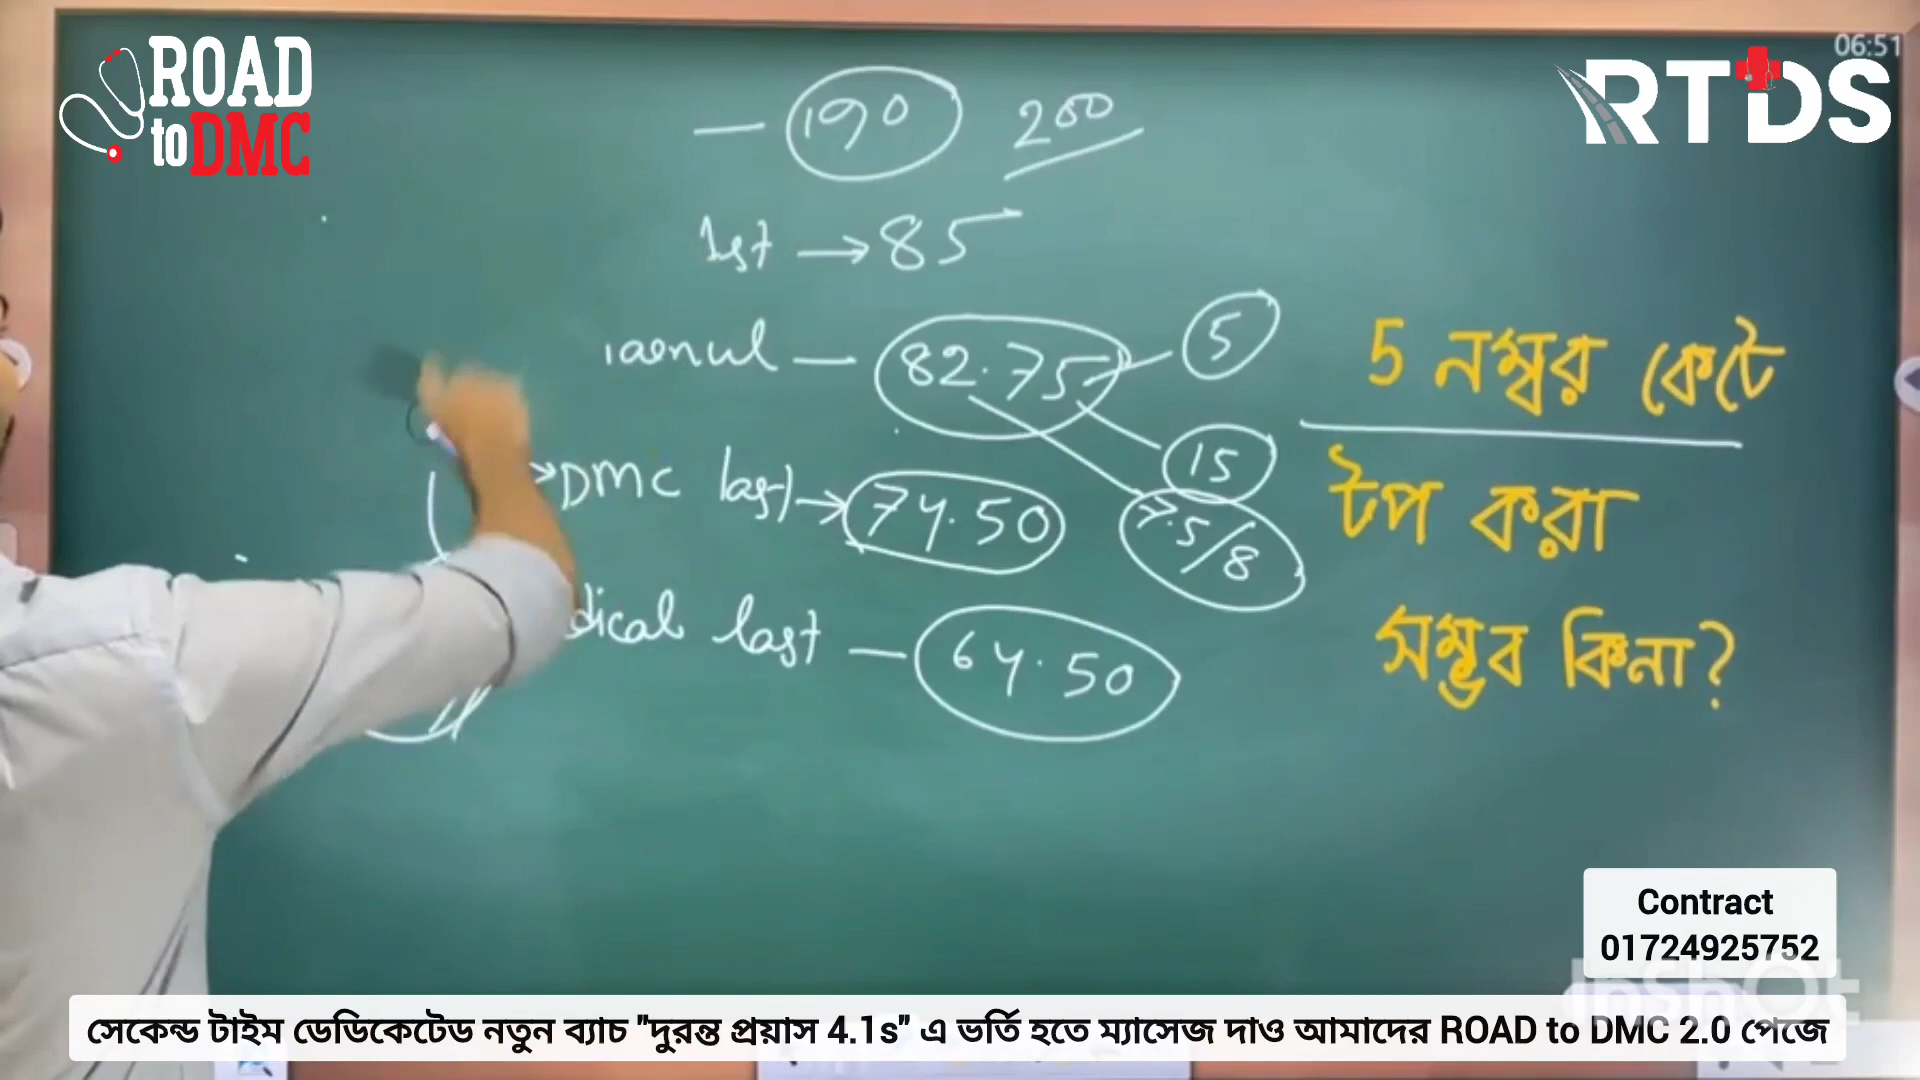 ROAD
to DMC
06:51
RTDS
— 190 200
1st → 85
— 82.75 5
15
→ DMC last → 74.50 7.5/8
dical last — 64.50
5 নম্বর কেটে
টপ করা
সম্ভব কিনা?
Contract
01724925752
InShOt
সেকেন্ড টাইম ডেডিকেটেড নতুন ব্যাচ "দুরন্ত প্রয়াস 4.1s" এ ভর্তি হতে ম্যাসেজ দাও আমাদের ROAD to DMC 2.0 পেজে